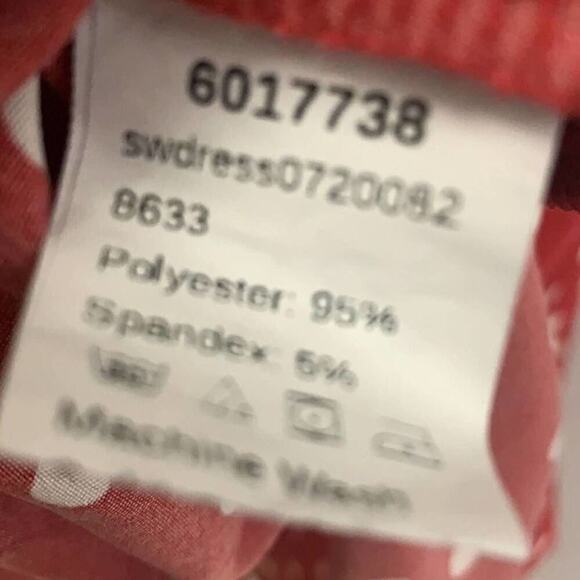 6017738
swdress0720082
8633
Polyester: 95%
Spandex: 5%
Machine Wash